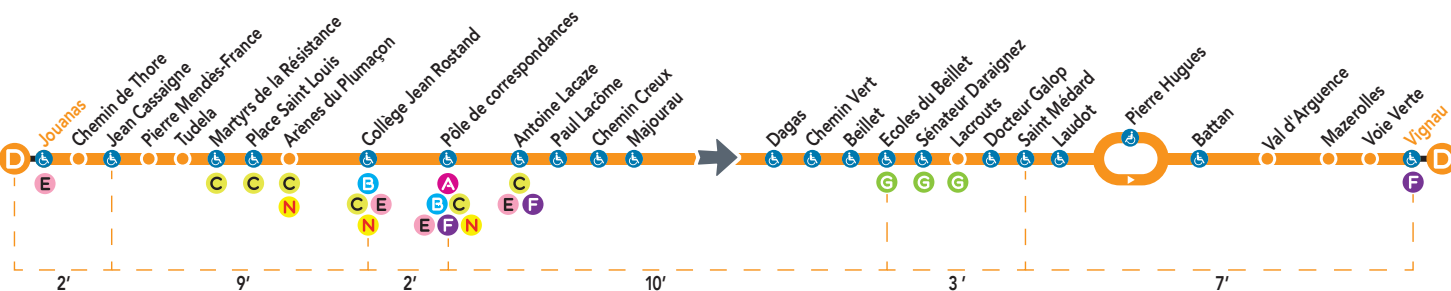 Jouanas
Chemin de Thore
Jean Cassaigne
Pierre Mendès-France
Tudela
Martyrs de la Résistance
Place Saint Louis
Arènes du Plumaçon
Collège Jean Rostand
Pôle de correspondances
Antoine Lacaze
Paul Lacôme
Chemin Creux
Majourau
Dagas
Chemin Vert
Beillet
Ecoles du Beillet
Sénateur Daraignez
Lacrouts
Docteur Galop
Saint Médard
Laudot
Pierre Hugues
Battan
Val d'Arguence
Mazerolles
Voie Verte
Vignau
D
D
E
C
C
C
N
B
C E
N
A
B C
E F N
C
E F
G
G
G
F
2′
9′
2′
10′
3′
7′